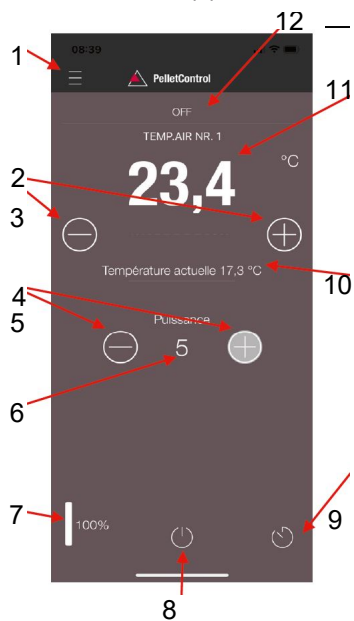 12
1
08:39
PelletControl
11
OFF
TEMP.AIR NR. 1
°C
23,4
2
3
Température actuelle 17,3 °C
10
4
Puissance
5
5
6
7
100%
9
8